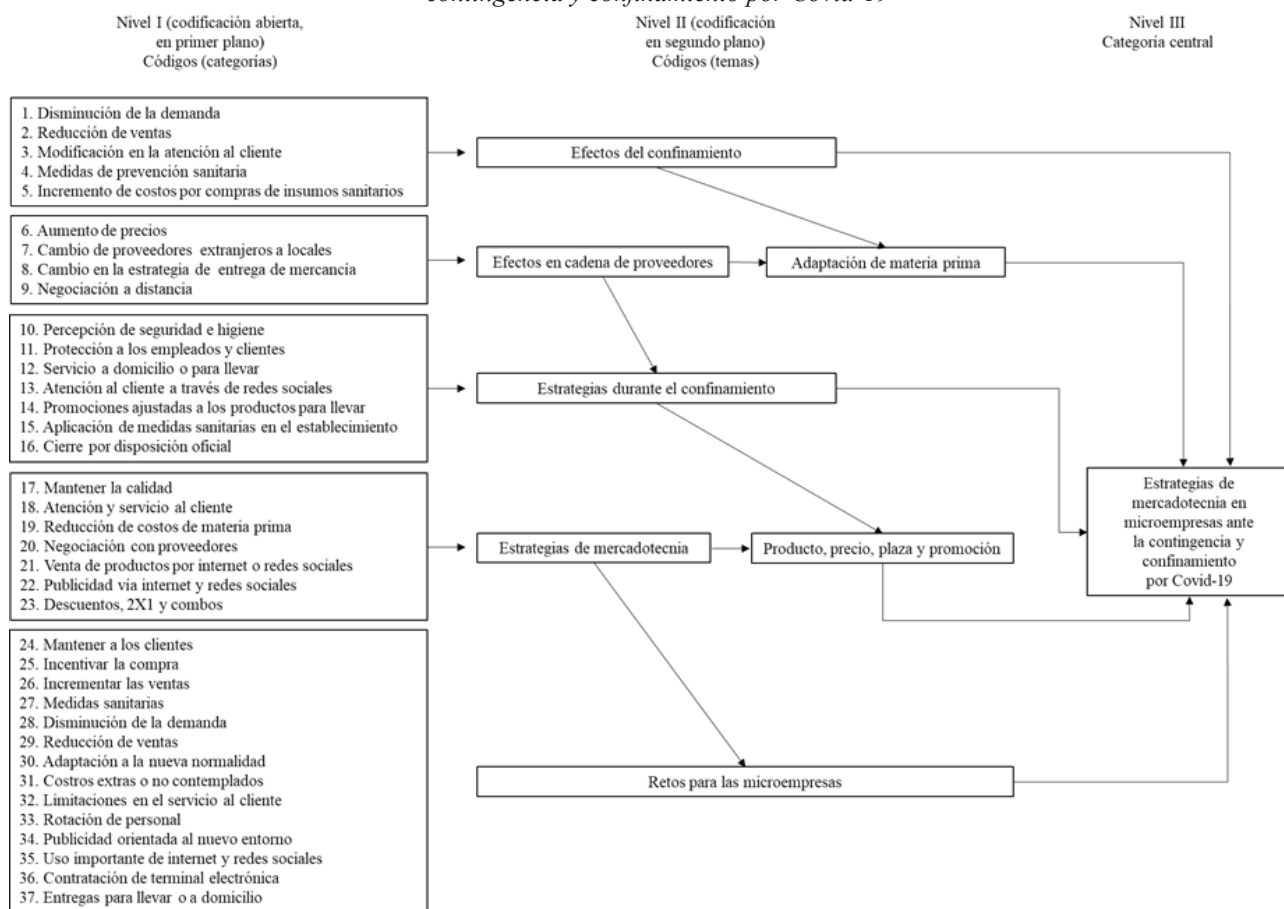 contingencia y confinamiento por Covid-19
Nivel I (codificación abierta,
en primer plano)
Códigos (categorías)
Nivel II (codificación
en segundo plano)
Códigos (temas)
Nivel III
Categoría central
1. Disminución de la demanda
2. Reducción de ventas
3. Modificación en la atención al cliente
4. Medidas de prevención sanitaria
5. Incremento de costos por compras de insumos sanitarios
Efectos del confinamiento
6. Aumento de precios
7. Cambio de proveedores extranjeros a locales
8. Cambio en la estrategia de entrega de mercancía
9. Negociación a distancia
Efectos en cadena de proveedores
Adaptación de materia prima
10. Percepción de seguridad e higiene
11. Protección a los empleados y clientes
12. Servicio a domicilio o para llevar
13. Atención al cliente a través de redes sociales
14. Promociones ajustadas a los productos para llevar
15. Aplicación de medidas sanitarias en el establecimiento
16. Cierre por disposición oficial
Estrategias durante el confinamiento
17. Mantener la calidad
18. Atención y servicio al cliente
19. Reducción de costos de materia prima
20. Negociación con proveedores
21. Venta de productos por internet o redes sociales
22. Publicidad vía internet y redes sociales
23. Descuentos, 2X1 y combos
Estrategias de mercadotecnia
Producto, precio, plaza y promoción
Estrategias de
mercadotecnia en
microempresas ante
la contingencia y
confinamiento
por Covid-19
24. Mantener a los clientes
25. Incentivar la compra
26. Incrementar las ventas
27. Medidas sanitarias
28. Disminución de la demanda
29. Reducción de ventas
30. Adaptación a la nueva normalidad
31. Costros extras o no contemplados
32. Limitaciones en el servicio al cliente
33. Rotación de personal
34. Publicidad orientada al nuevo entorno
35. Uso importante de internet y redes sociales
36. Contratación de terminal electrónica
37. Entregas para llevar o a domicilio
Retos para las microempresas